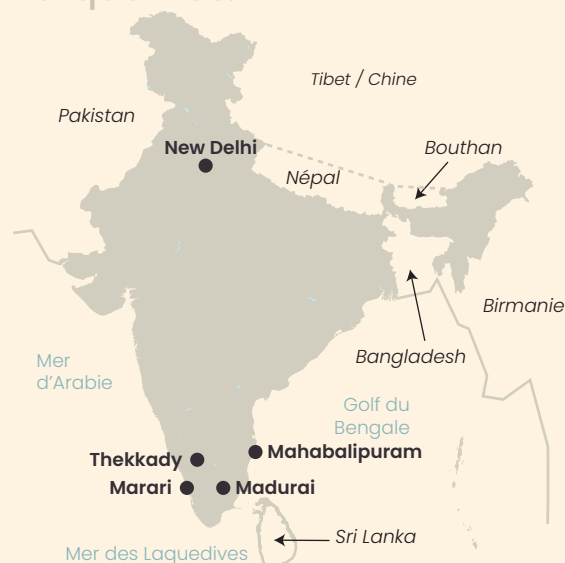 Tibet / Chine
Pakistan
New Delhi
Bouthan
Népal
Birmanie
Bangladesh
Mer
d’Arabie
Golf du
Bengale
Mahabalipuram
Thekkady
Marari
Madurai
Sri Lanka
Mer des Laquedives